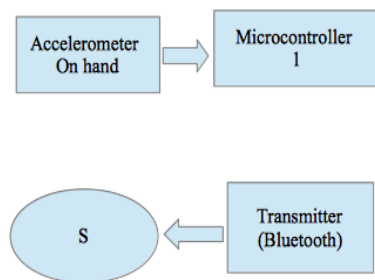 Accelerometer
On hand
Microcontroller
1
S
Transmitter
(Bluetooth)